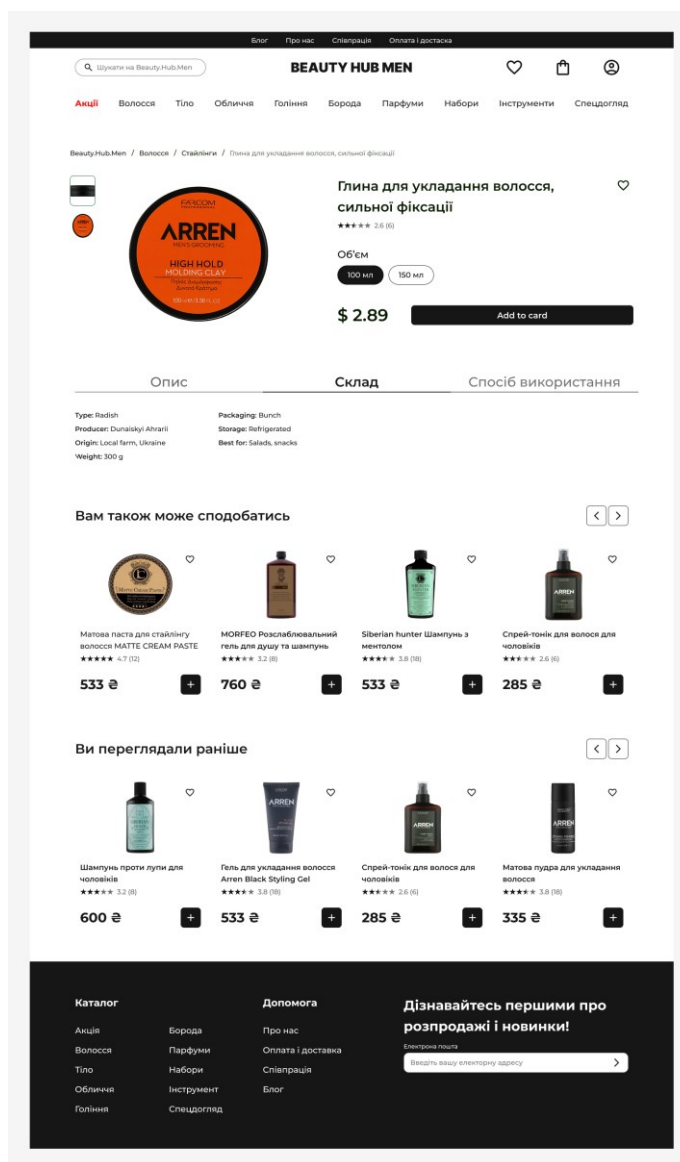 Блог Про нас Співпраця Оплата і достаска
Шукати на Beauty.Hub.Men
BEAUTY HUB MEN
Акції Волосся Тіло Обличчя Гоління Борода Парфуми Набори Інструменти Спецдогляд
Beauty.Hub.Men / Волосся / Стайлінги / Глина для укладання волосся, сильної фіксації
FARCOM
ARREN
MEN'S GROOMING
HIGH HOLD
MOLDING CLAY
Глина для укладання волосся,
сильної фіксації
2.6 (6)
Об'єм
100 мл 150 мл
$ 2.89
Add to card
Опис Склад Спосіб використання
Type: Radish
Producer: Dunalskyi Ahrarii
Origin: Local farm, Ukraine
Weight: 300 g
Packaging: Bunch
Storage: Refrigerated
Best for: Salads, snacks
Вам також може сподобатись
Матова паста для стайлінгу
волосся MATTE CREAM PASTE
4.7 (12)
533 ₴
MORFEO Розслаблювальний
гель для душу та шампунь
3.2 (8)
760 ₴
Siberian hunter Шампунь з
ментолом
3.8 (18)
533 ₴
ARREN
Спрей-тонік для волося для
чоловіків
2.6 (6)
285 ₴
Ви переглядали раніше
Шампунь проти лупи для
чоловіків
3.2 (8)
600 ₴
ARREN
Гель для укладання волосся
Arren Black Styling Gel
3.8 (18)
533 ₴
ARREN
Спрей-тонік для волося для
чоловіків
2.6 (6)
285 ₴
ARREN
Матова пудра для укладання
волосся
3.8 (18)
335 ₴
Каталог
Акція
Волосся
Тіло
Обличчя
Гоління
Борода
Парфуми
Набори
Інструмент
Спецдогляд
Допомога
Про нас
Оплата і доставка
Співпрація
Блог
Дізнавайтесь першими про
розпродажі і новинки!
Електрона пошта
Введіть вашу електорну адресу